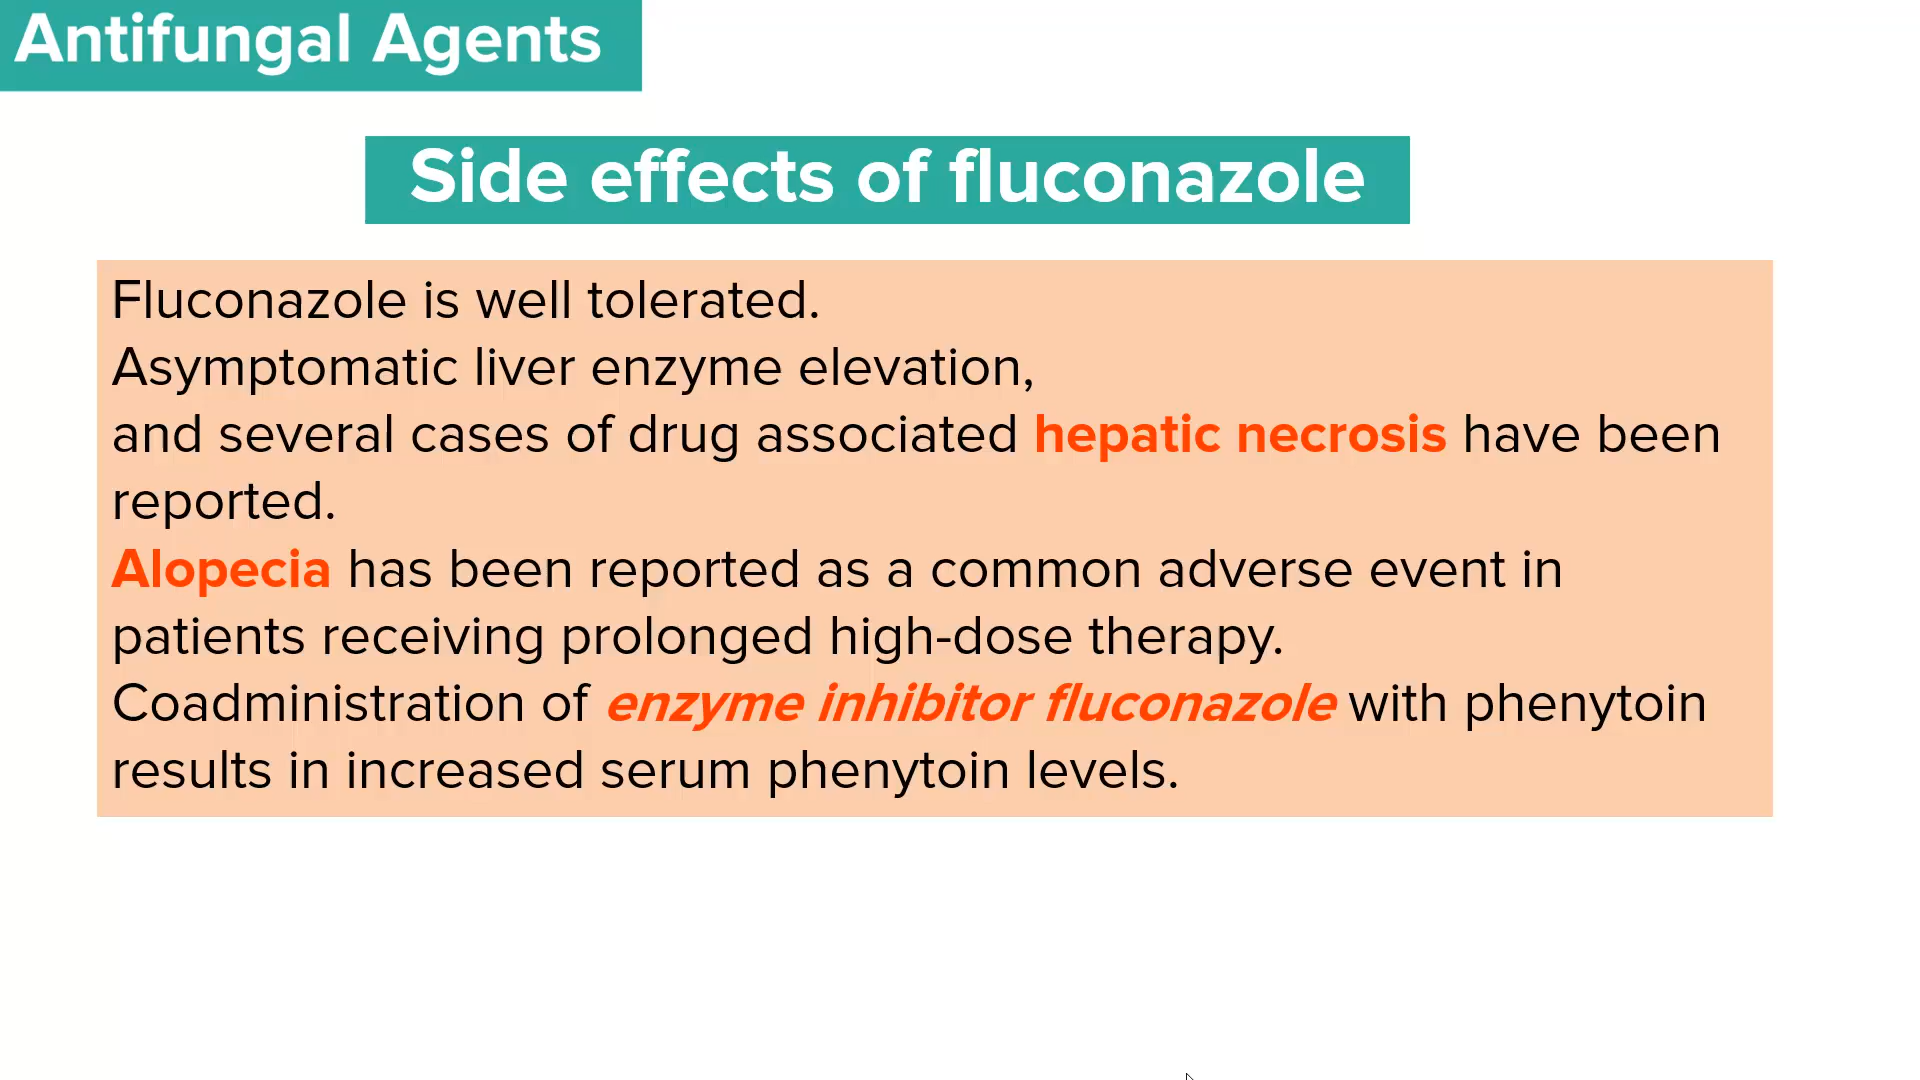 Antifungal Agents
Side effects of fluconazole
Fluconazole is well tolerated.
Asymptomatic liver enzyme elevation,
and several cases of drug associated hepatic necrosis have been
reported.
Alopecia has been reported as a common adverse event in
patients receiving prolonged high-dose therapy.
Coadministration of enzyme inhibitor fluconazole with phenytoin
results in increased serum phenytoin levels.